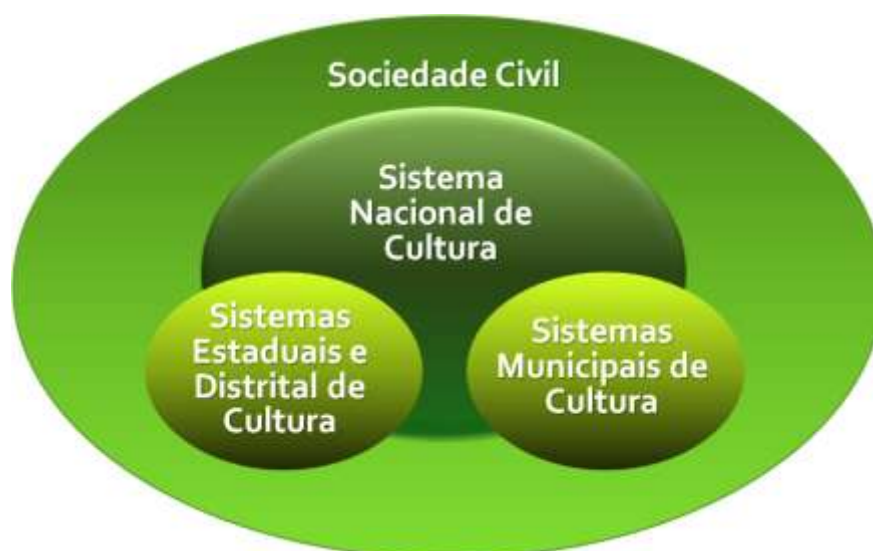 Sociedade Civil
Sistema
Nacional de
Cultura
Sistemas
Estaduais e
Distrital de
Cultura
Sistemas
Municipais de
Cultura